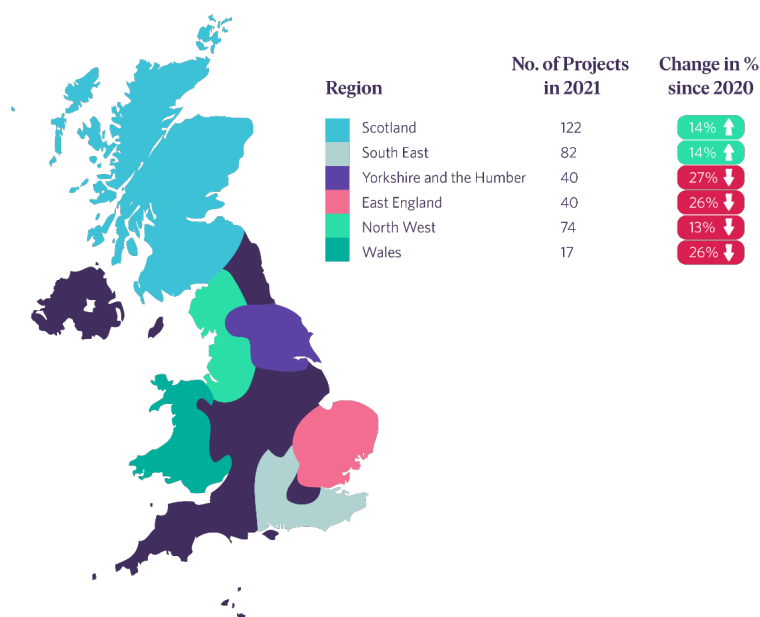 Region No. of Projects in 2021 Change in % since 2020
Scotland 122 14%
South East 82 14%
Yorkshire and the Humber 40 27%
East England 40 26%
North West 74 13%
Wales 17 26%